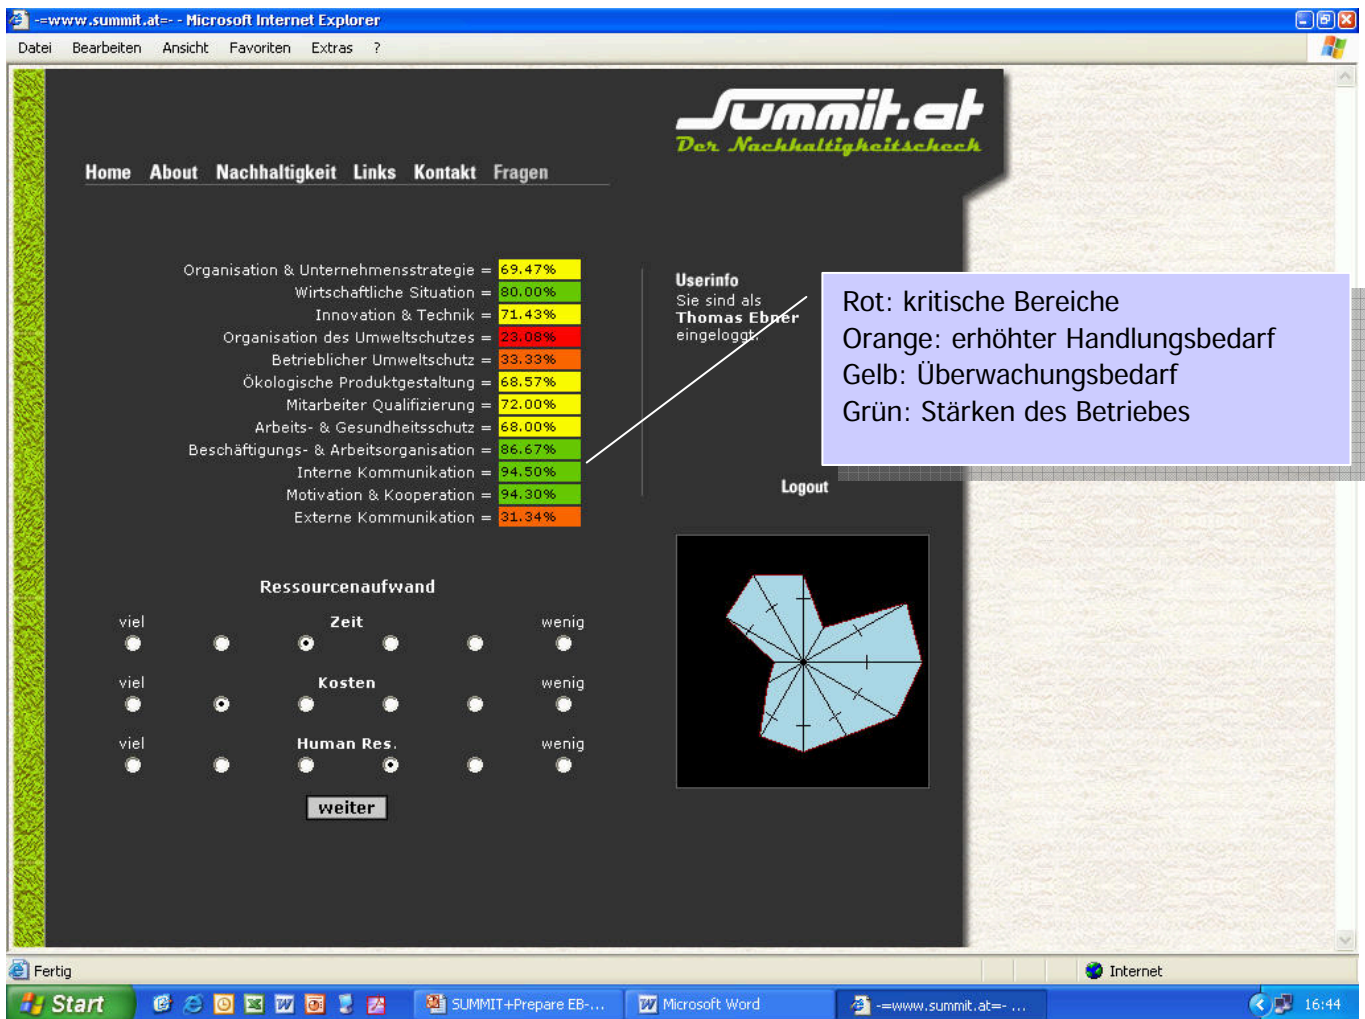 -=www.summit.at=- - Microsoft Internet Explorer
Datei Bearbeiten Ansicht Favoriten Extras ?
Summit.at
Der Nachhaltigkeitscheck
Home About Nachhaltigkeit Links Kontakt Fragen
Organisation & Unternehmensstrategie = 69.47%
Wirtschaftliche Situation = 80.00%
Innovation & Technik = 71.43%
Organisation des Umweltschutzes = 23.08%
Betrieblicher Umweltschutz = 33.33%
Ökologische Produktgestaltung = 68.57%
Mitarbeiter Qualifizierung = 72.00%
Arbeits- & Gesundheitsschutz = 68.00%
Beschäftigungs- & Arbeitsorganisation = 86.67%
Interne Kommunikation = 94.50%
Motivation & Kooperation = 94.30%
Externe Kommunikation = 31.34%
Userinfo
Sie sind als
Thomas Ebner
eingeloggt.
Rot: kritische Bereiche
Orange: erhöhter Handlungsbedarf
Gelb: Überwachungsbedarf
Grün: Stärken des Betriebes
Logout
Ressourcenaufwand
viel Zeit wenig
viel Kosten wenig
viel Human Res. wenig
weiter
Fertig
Internet
Start
SUMMIT+Prepare EB-...
Microsoft Word
-=www.summit.at=- ...
16:44